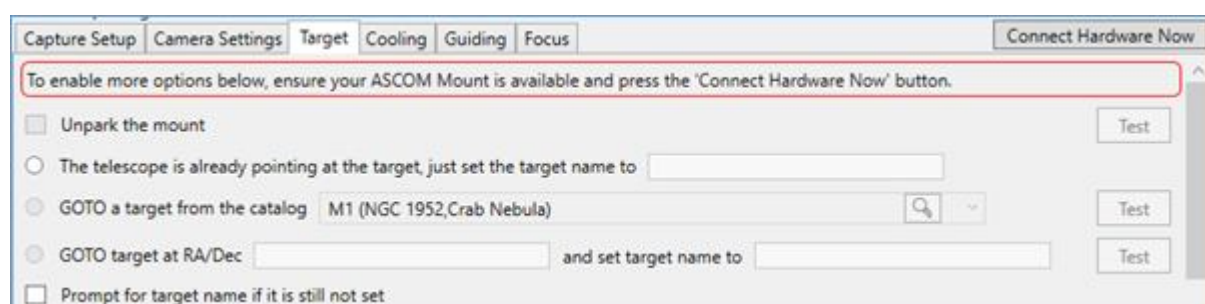 Capture Setup Camera Settings Target Cooling Guiding Focus Connect Hardware Now
To enable more options below, ensure your ASCOM Mount is available and press the 'Connect Hardware Now' button.
Unpark the mount Test
The telescope is already pointing at the target, just set the target name to
GOTO a target from the catalog M1 (NGC 1952,Crab Nebula) Test
GOTO target at RA/Dec and set target name to Test
Prompt for target name if it is still not set